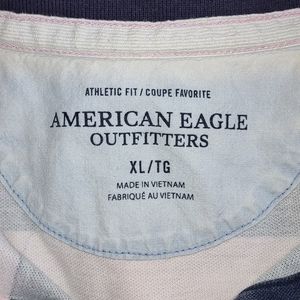 ATHLETIC FIT / COUPE FAVORITE
AMERICAN EAGLE
OUTFITTERS
XL/TG
MADE IN VIETNAM
FABRIQUÉ AU VIETNAM